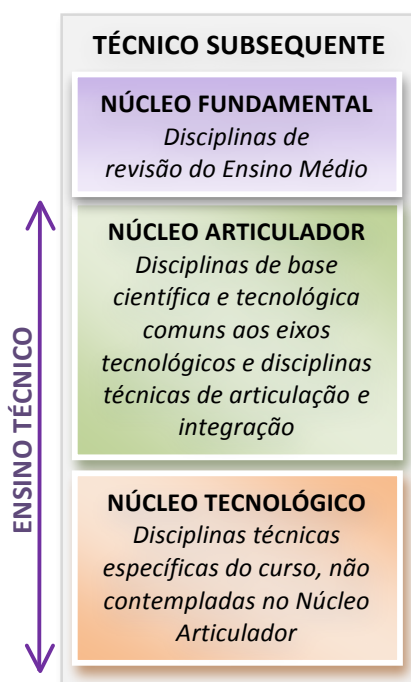 TÉCNICO SUBSEQUENTE
NÚCLEO FUNDAMENTAL
Disciplinas de
revisão do Ensino Médio
NÚCLEO ARTICULADOR
Disciplinas de base
científica e tecnológica
comuns aos eixos
tecnológicos e disciplinas
técnicas de articulação e
integração
NÚCLEO TECNOLÓGICO
Disciplinas técnicas
específicas do curso, não
contempladas no Núcleo
Articulador
ENSINO TÉCNICO